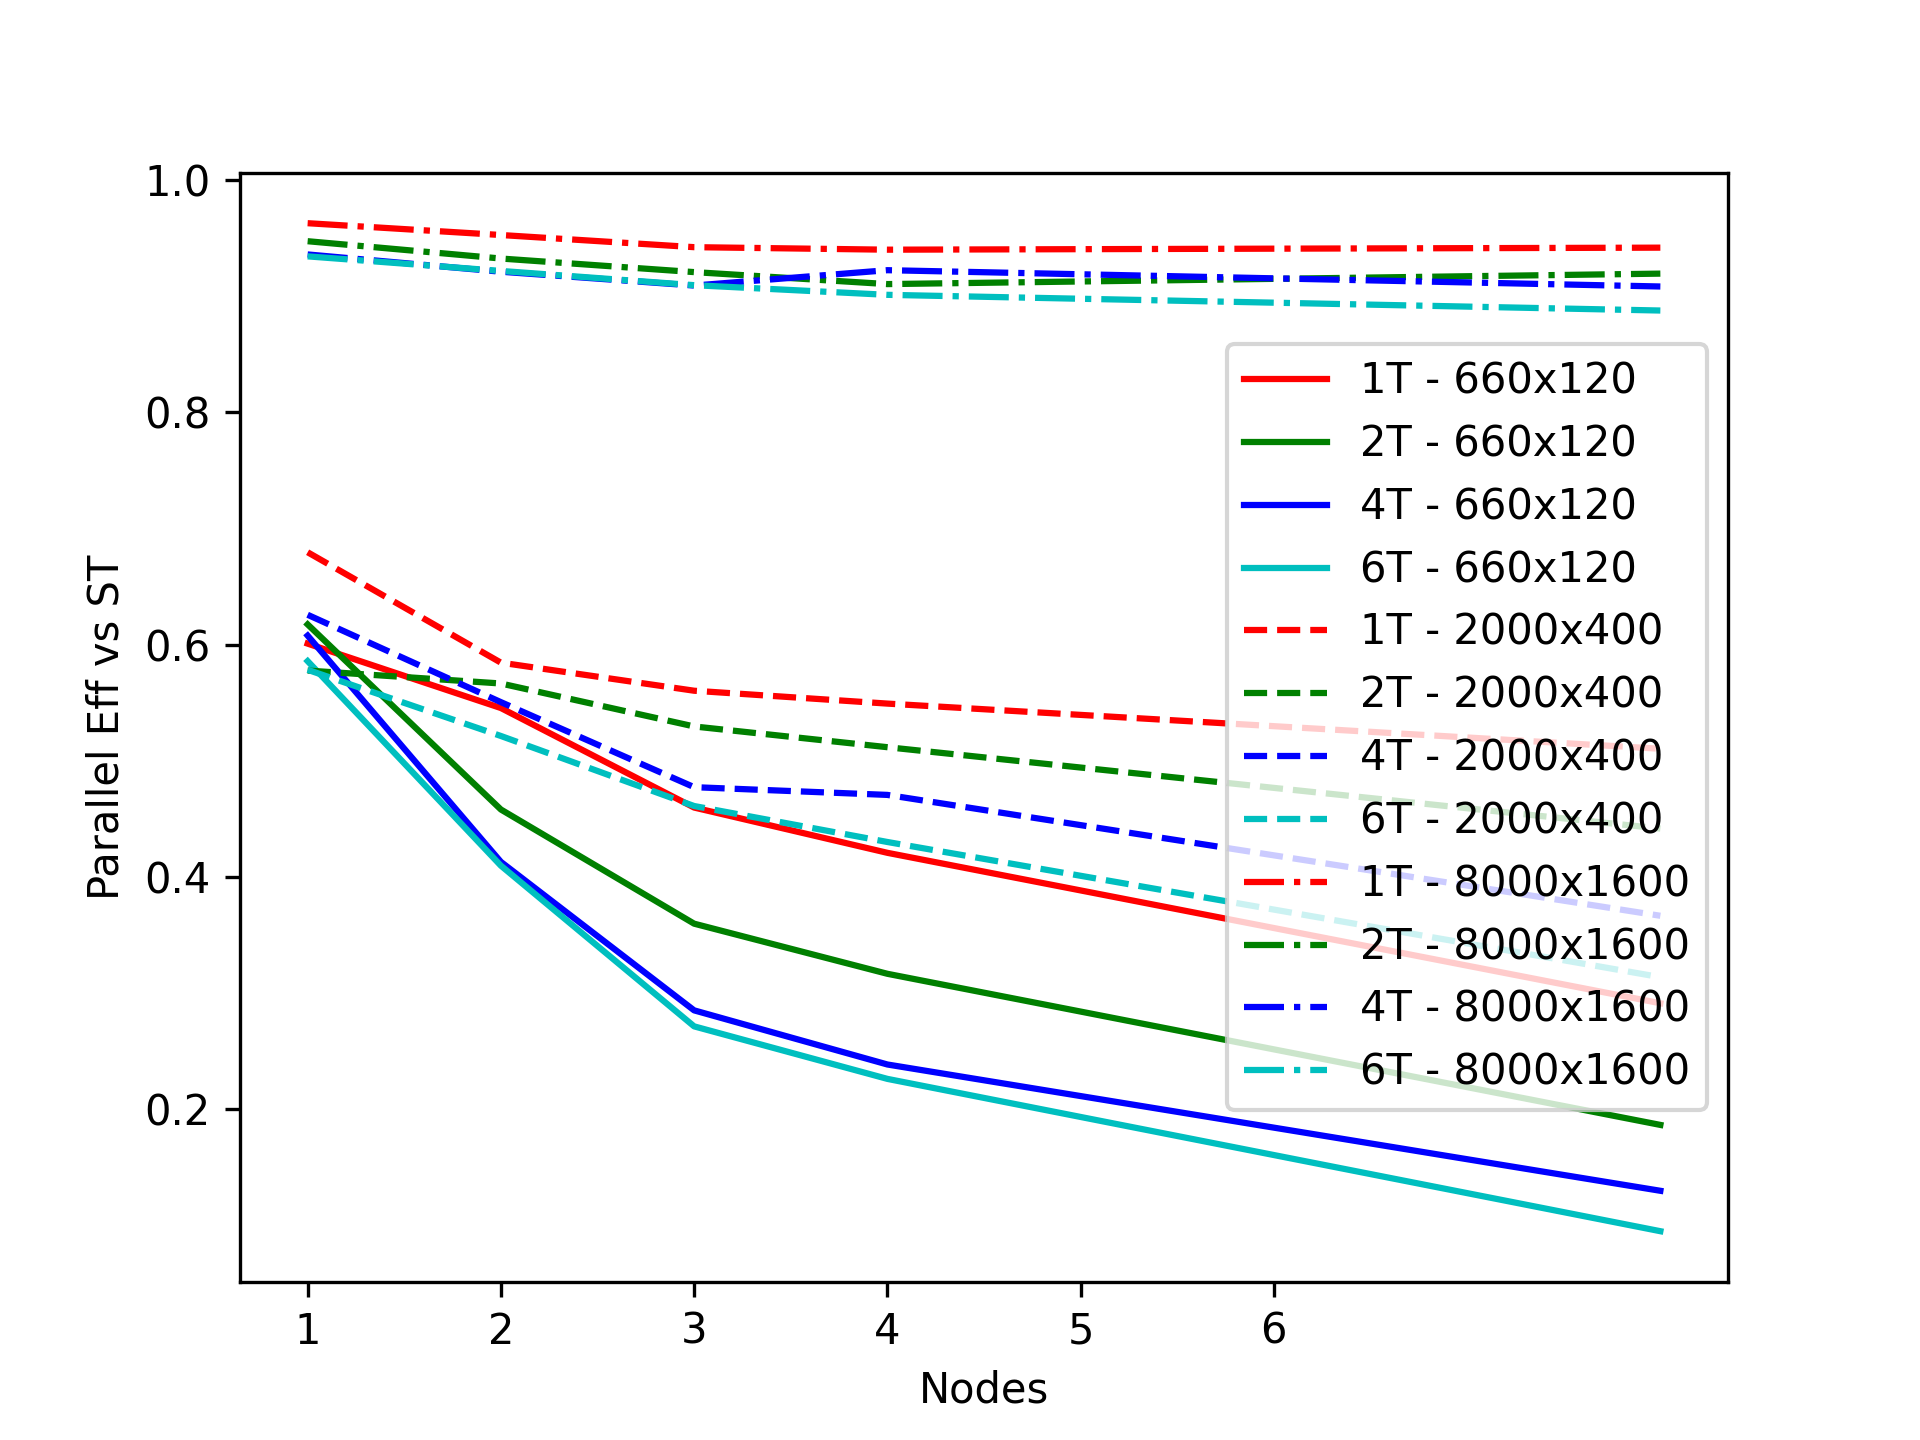 1.0
0.8
0.6
0.4
0.2
Parallel Eff vs ST
1T - 660x120
2T - 660x120
4T - 660x120
6T - 660x120
1T - 2000x400
2T - 2000x400
4T - 2000x400
6T - 2000x400
1T - 8000x1600
2T - 8000x1600
4T - 8000x1600
6T - 8000x1600
1 2 3 4 5 6
Nodes